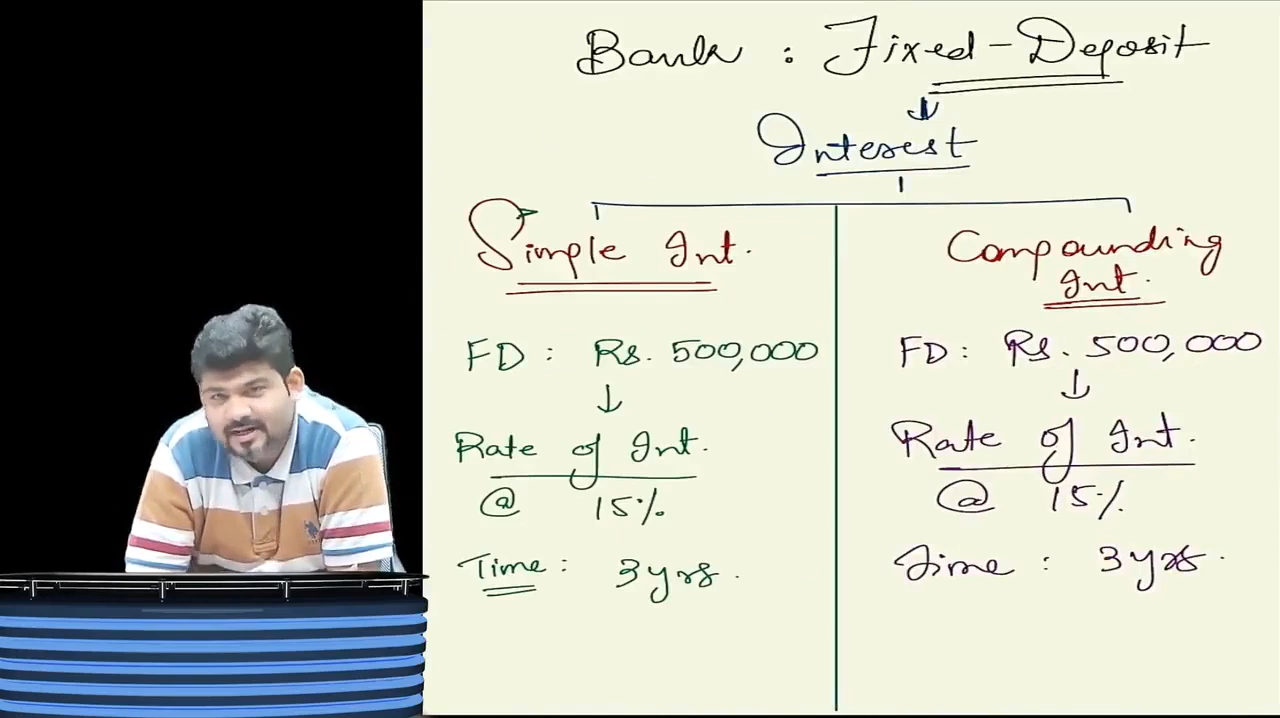 Bank : Fixed-Deposit
Interest
Simple Int.
FD : Rs. 500,000
Rate of Int.
@ 15%
Time : 3 yrs.
Compounding
Int.
FD : Rs. 500,000
Rate of Int.
@ 15%
Time : 3 yrs.